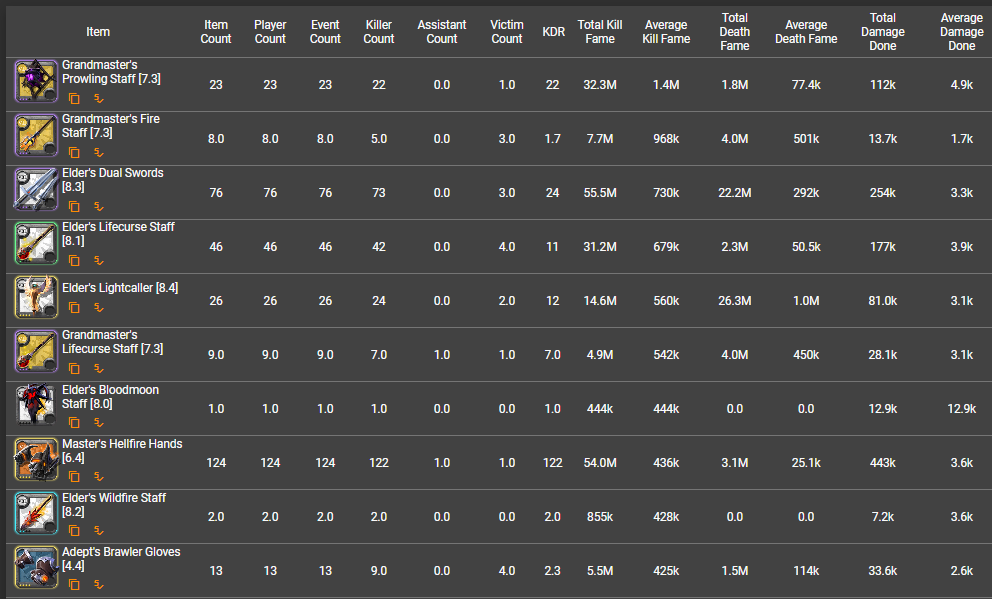 Item Item Count Player Count Event Count Killer Count Assistant Count Victim Count KDR Total Kill Fame Average Kill Fame Total Death Fame Average Death Fame Total Damage Done Average Damage Done
Grandmaster's Prowling Staff [7.3] 23 23 23 22 0.0 1.0 22 32.3M 1.4M 1.8M 77.4k 112k 4.9k
Grandmaster's Fire Staff [7.3] 8.0 8.0 8.0 5.0 0.0 3.0 1.7 7.7M 968k 4.0M 501k 13.7k 1.7k
Elder's Dual Swords [8.3] 76 76 76 73 0.0 3.0 24 55.5M 730k 22.2M 292k 254k 3.3k
Elder's Lifecurse Staff [8.1] 46 46 46 42 0.0 4.0 11 31.2M 679k 2.3M 50.5k 177k 3.9k
Elder's Lightcaller [8.4] 26 26 26 24 0.0 2.0 12 14.6M 560k 26.3M 1.0M 81.0k 3.1k
Grandmaster's Lifecurse Staff [7.3] 9.0 9.0 9.0 7.0 1.0 1.0 7.0 4.9M 542k 4.0M 450k 28.1k 3.1k
Elder's Bloodmoon Staff [8.0] 1.0 1.0 1.0 1.0 0.0 0.0 1.0 444k 444k 0.0 0.0 12.9k 12.9k
Master's Hellfire Hands [6.4] 124 124 124 122 1.0 1.0 122 54.0M 436k 3.1M 25.1k 443k 3.6k
Elder's Wildfire Staff [8.2] 2.0 2.0 2.0 2.0 0.0 0.0 2.0 855k 428k 0.0 0.0 7.2k 3.6k
Adept's Brawler Gloves [4.4] 13 13 13 9.0 0.0 4.0 2.3 5.5M 425k 1.5M 114k 33.6k 2.6k